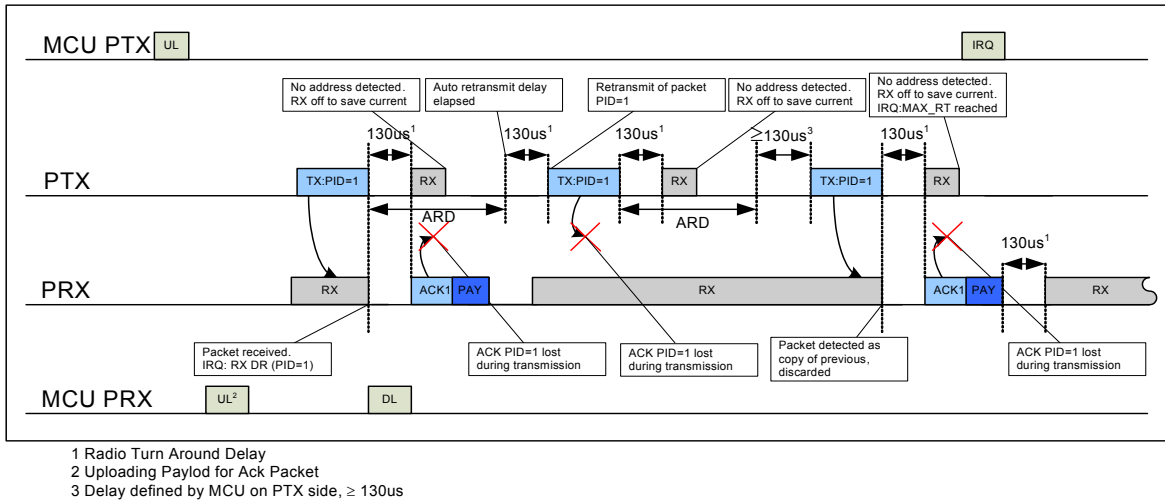 MCU PTX
UL
IRQ
No address detected.
RX off to save current
Auto retransmit delay
elapsed
Retransmit of packet
PID=1
No address detected.
RX off to save current
No address detected.
RX off to save current.
IRQ:MAX_RT reached
130us¹
130us¹
130us¹
≥130us³
130us¹
PTX
TX:PID=1
RX
TX:PID=1
RX
TX:PID=1
RX
ARD
ARD
130us¹
PRX
RX
ACK1
PAY
RX
ACK1
PAY
RX
Packet received.
IRQ: RX DR (PID=1)
ACK PID=1 lost
during transmission
ACK PID=1 lost
during transmission
Packet detected as
copy of previous,
discarded
ACK PID=1 lost
during transmission
MCU PRX
UL²
DL
1 Radio Turn Around Delay
2 Uploading Paylod for Ack Packet
3 Delay defined by MCU on PTX side, ≥ 130us